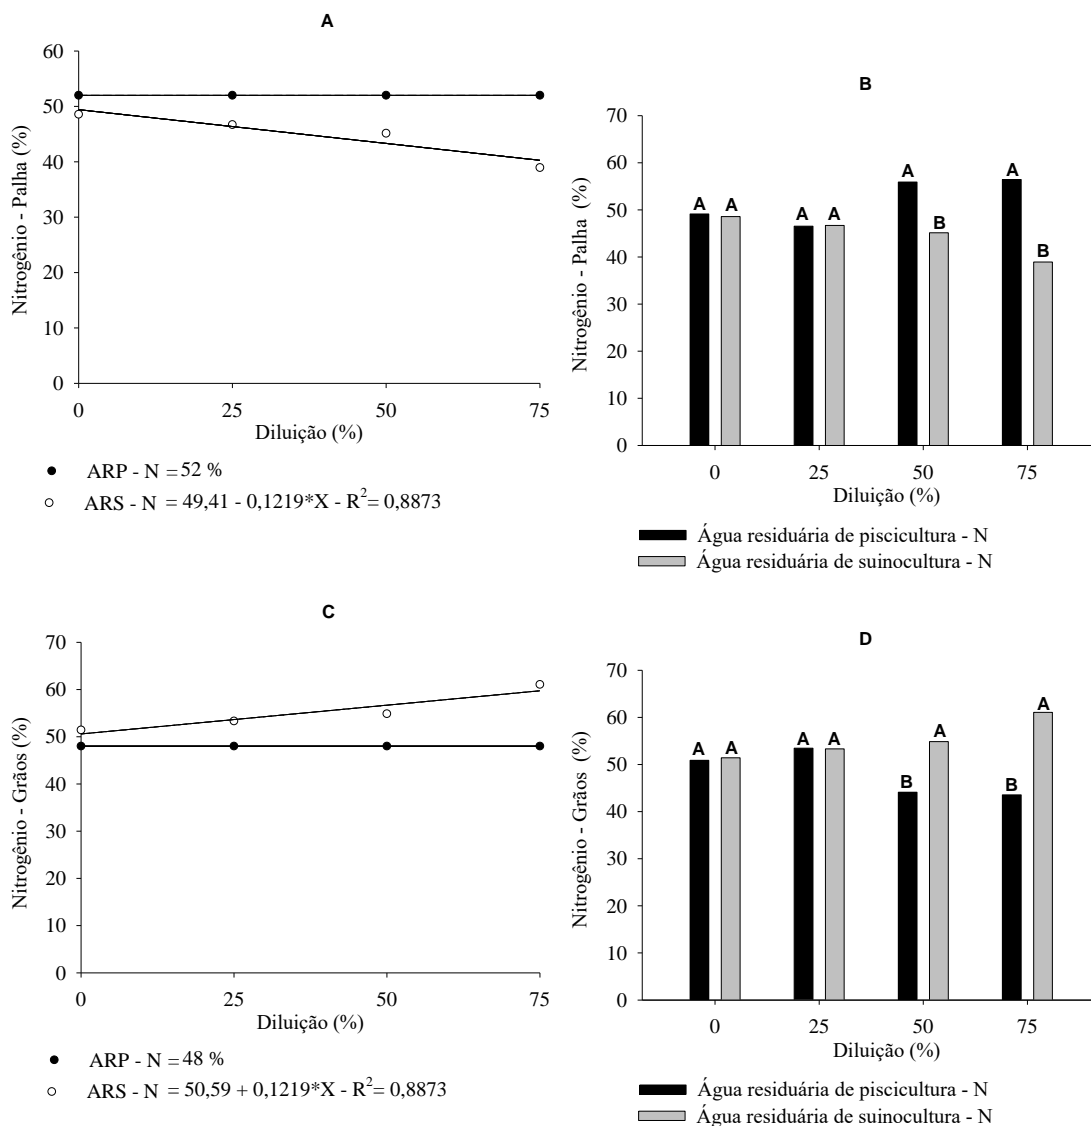 A
Nitrogênio - Palha (%)
60
50
40
30
20
10
0
0 25 50 75
Diluição (%)
ARP - N = 52 %
ARS - N = 49,41 - 0,1219*X - R²= 0,8873
B
Nitrogênio - Palha (%)
70
60
50
40
30
20
10
0
A A A A A B A B
0 25 50 75
Diluição (%)
Água residuária de piscicultura - N
Água residuária de suinocultura - N
C
Nitrogênio - Grãos (%)
70
60
50
40
30
20
10
0
0 25 50 75
Diluição (%)
ARP - N = 48 %
ARS - N = 50,59 + 0,1219*X - R²= 0,8873
D
Nitrogênio - Grãos (%)
70
60
50
40
30
20
10
0
A A A A B A B A
0 25 50 75
Diluição (%)
Água residuária de piscicultura - N
Água residuária de suinocultura - N